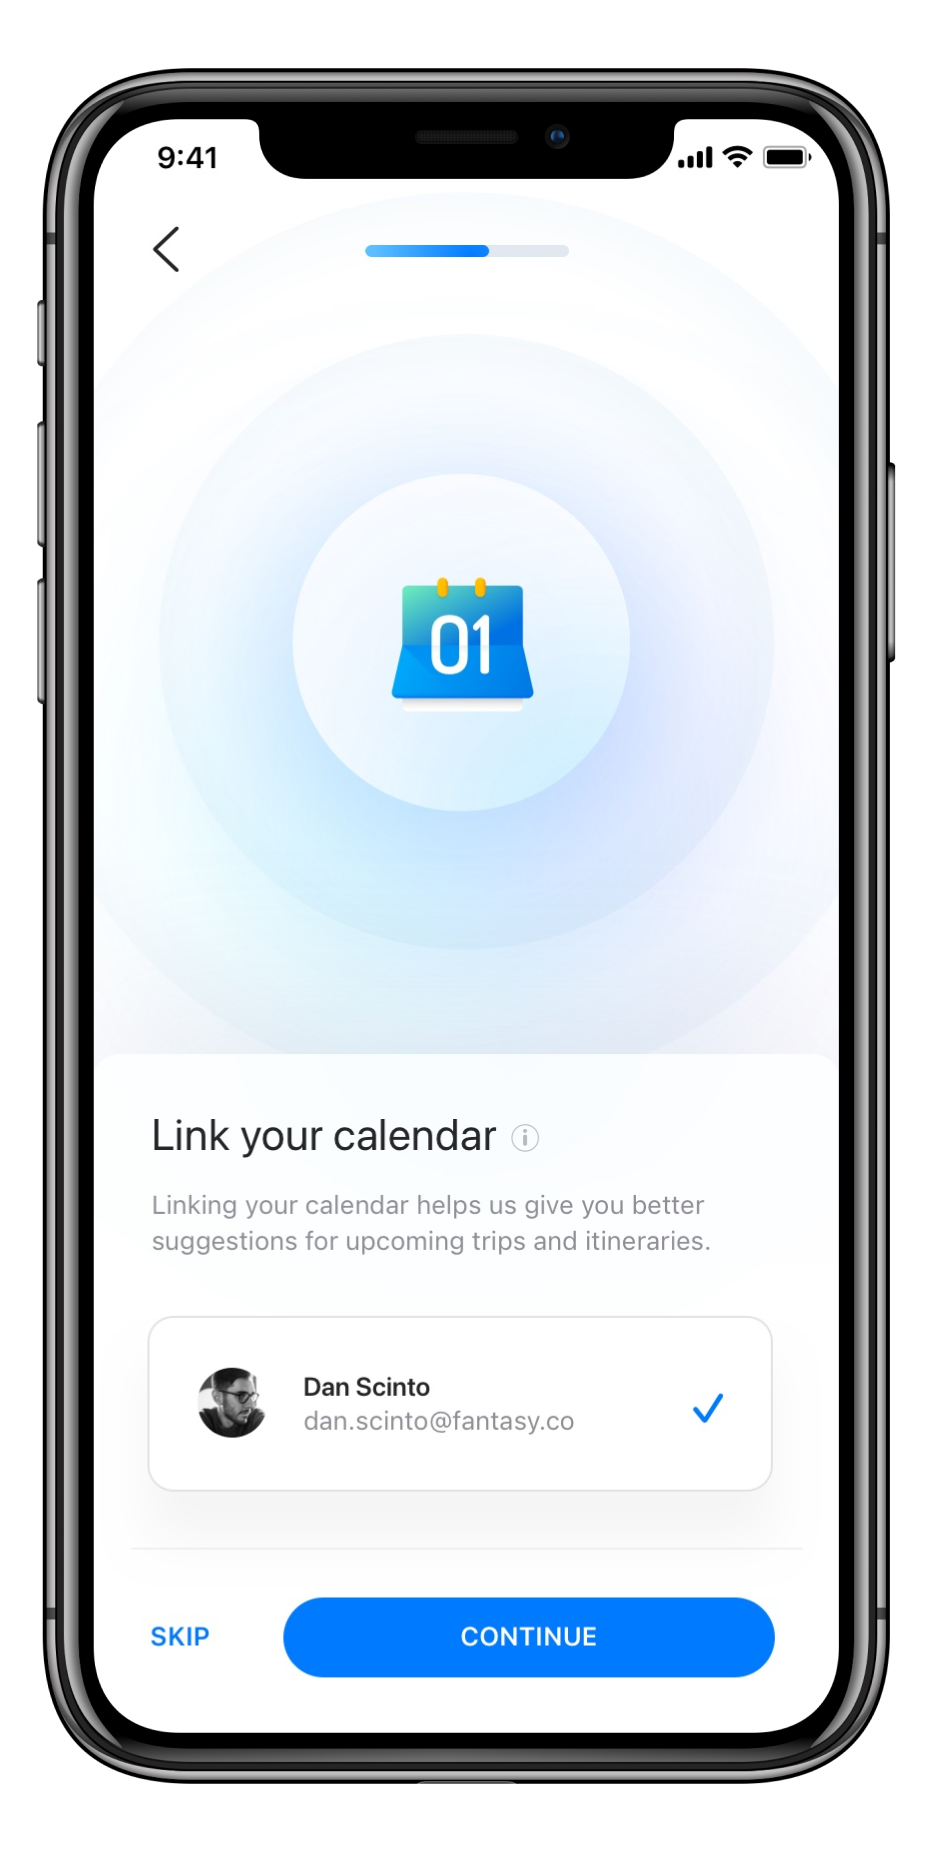 9:41
01
Link your calendar
Linking your calendar helps us give you better
suggestions for upcoming trips and itineraries.
Dan Scinto
dan.scinto@fantasy.co
SKIP
CONTINUE